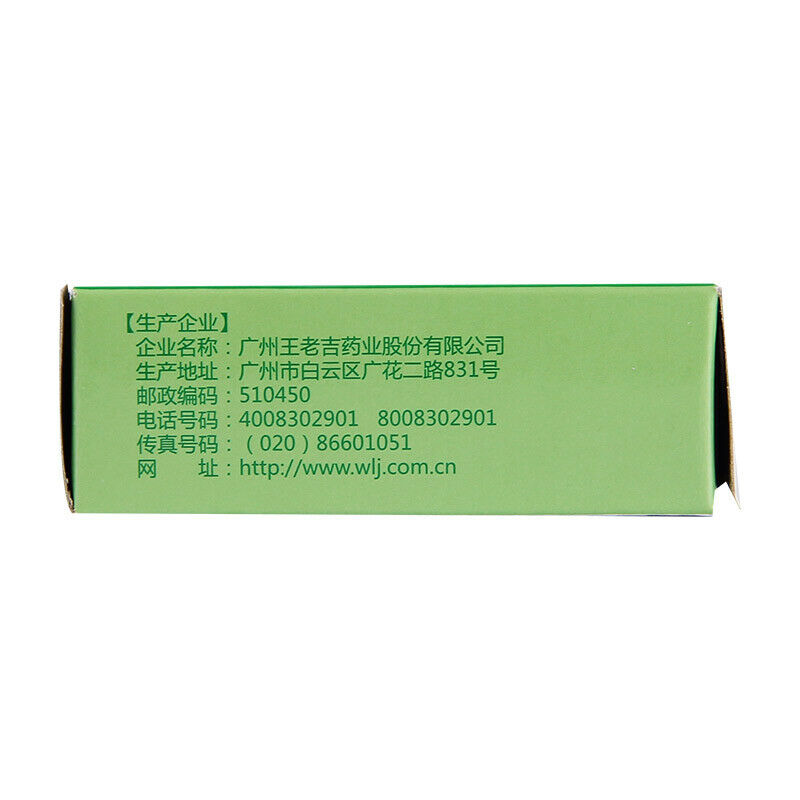 【生产企业】
企业名称：广州王老吉药业股份有限公司
生产地址：广州市白云区广花二路831号
邮政编码：510450
电话号码：4008302901 8008302901
传真号码：（020）86601051
网 址：http://www.wlj.com.cn